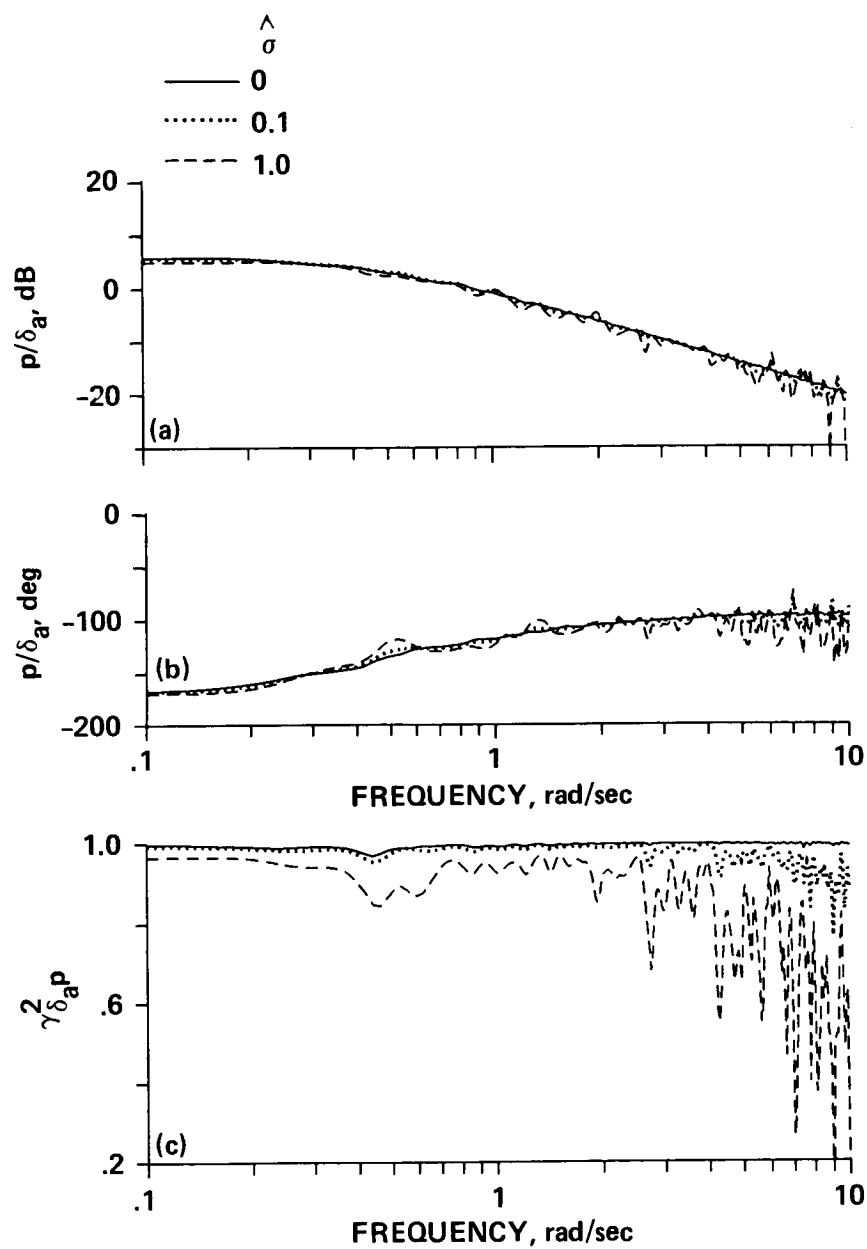 σ̂
0
0.1
1.0
20
0
−20
p/δa, dB
(a)
0
−100
−200
p/δa, deg
(b)
.1 1 10
FREQUENCY, rad/sec
1.0
.6
.2
γ²δap
(c)
.1 1 10
FREQUENCY, rad/sec